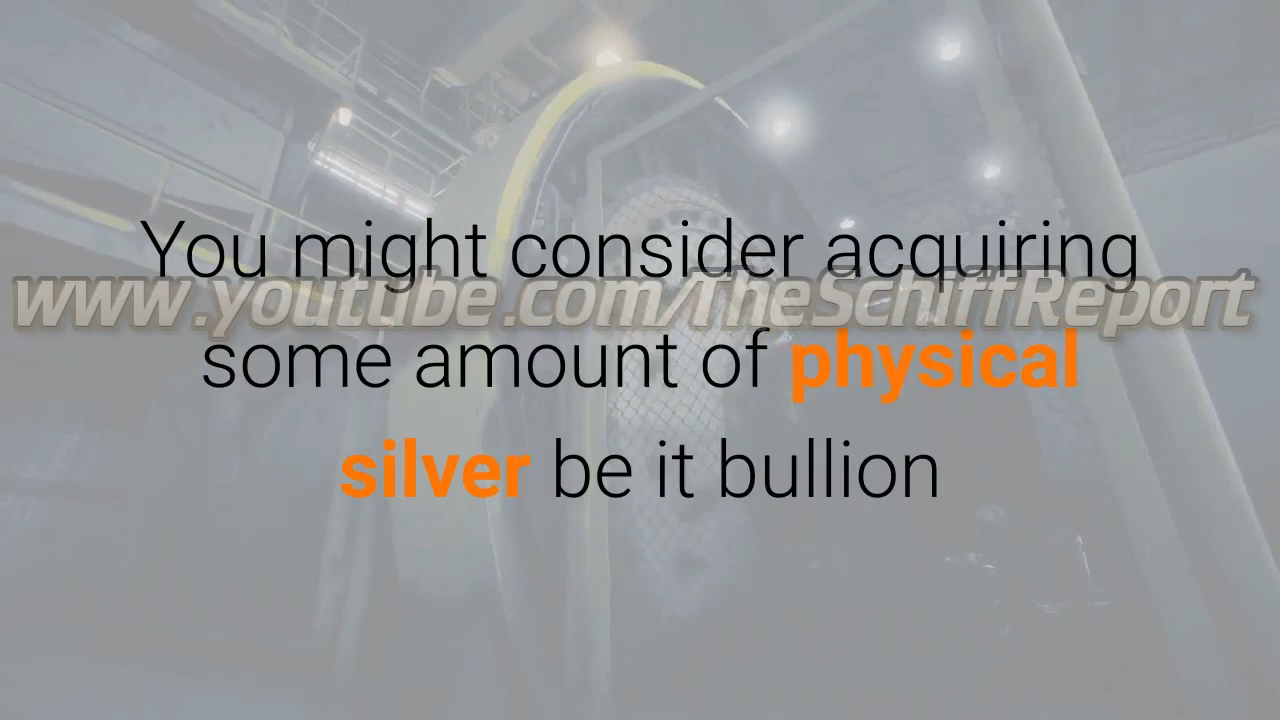 You might consider acquiring
www.youtube.com/TheSchiffReport
some amount of physical
silver be it bullion